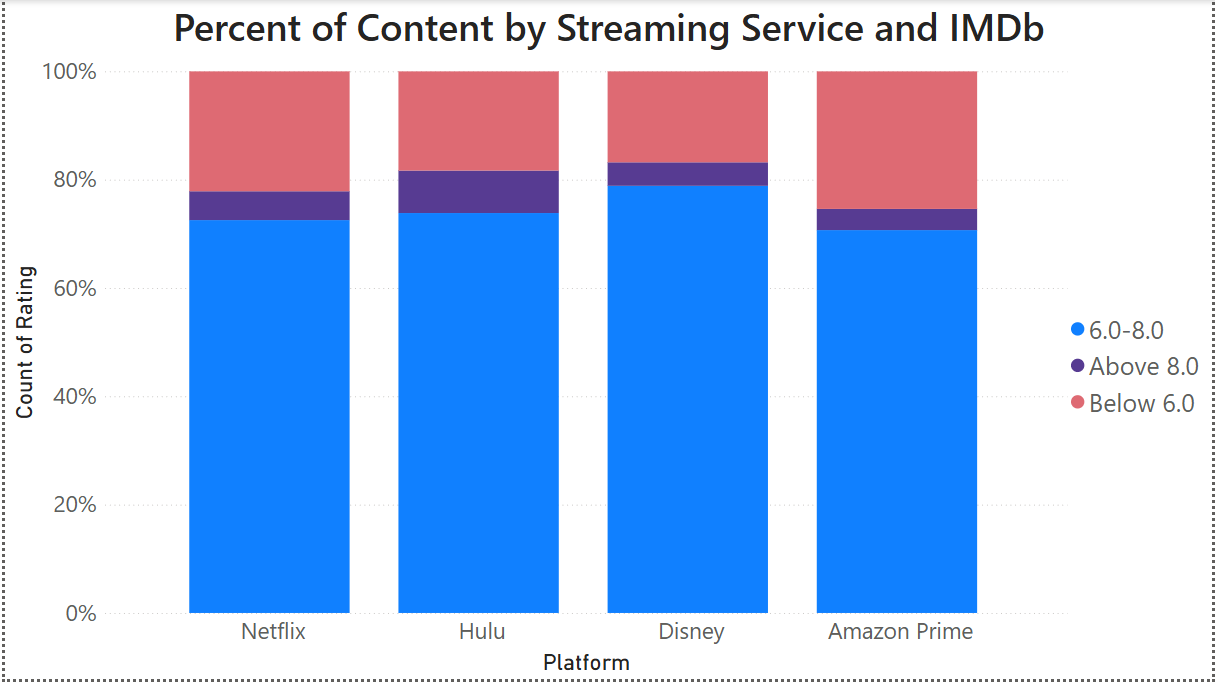 Percent of Content by Streaming Service and IMDb
100%
80%
60%
40%
20%
0%
Count of Rating
Netflix
Hulu
Disney
Amazon Prime
Platform
6.0-8.0
Above 8.0
Below 6.0